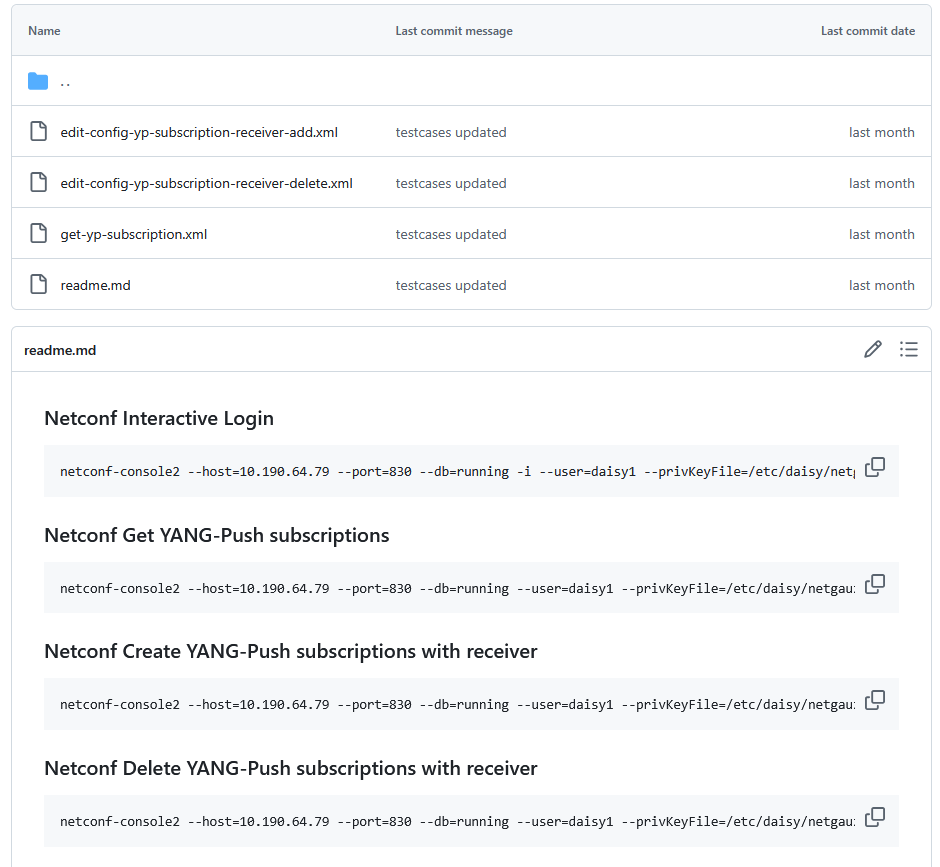 Name Last commit message Last commit date
..
edit-config-yp-subscription-receiver-add.xml testcases updated last month
edit-config-yp-subscription-receiver-delete.xml testcases updated last month
get-yp-subscription.xml testcases updated last month
readme.md testcases updated last month
readme.md
Netconf Interactive Login
netconf-console2 --host=10.190.64.79 --port=830 --db=running -i --user=daisy1 --privKeyFile=/etc/daisy/netg
Netconf Get YANG-Push subscriptions
netconf-console2 --host=10.190.64.79 --port=830 --db=running --user=daisy1 --privKeyFile=/etc/daisy/netgau
Netconf Create YANG-Push subscriptions with receiver
netconf-console2 --host=10.190.64.79 --port=830 --db=running --user=daisy1 --privKeyFile=/etc/daisy/netgau
Netconf Delete YANG-Push subscriptions with receiver
netconf-console2 --host=10.190.64.79 --port=830 --db=running --user=daisy1 --privKeyFile=/etc/daisy/netgau